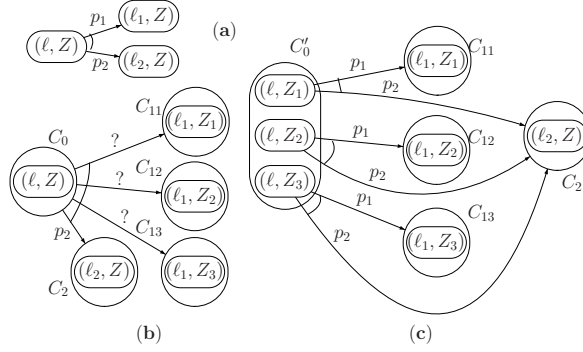 p₁
(ℓ₁, Z)
(ℓ, Z)
p₂
(ℓ₂, Z)
(a)
C₀
C₁₁
?
(ℓ₁, Z₁)
C₁₂
(ℓ, Z)
?
(ℓ₁, Z₂)
?
C₁₃
p₂
(ℓ₂, Z)
(ℓ₁, Z₃)
C₂
(b)
C′₀
C₁₁
p₁
(ℓ₁, Z₁)
(ℓ, Z₁)
p₂
C₁₂
p₁
(ℓ, Z₂)
(ℓ₁, Z₂)
(ℓ₂, Z)
p₂
C₂
(ℓ, Z₃)
p₁
C₁₃
p₂
(ℓ₁, Z₃)
(c)